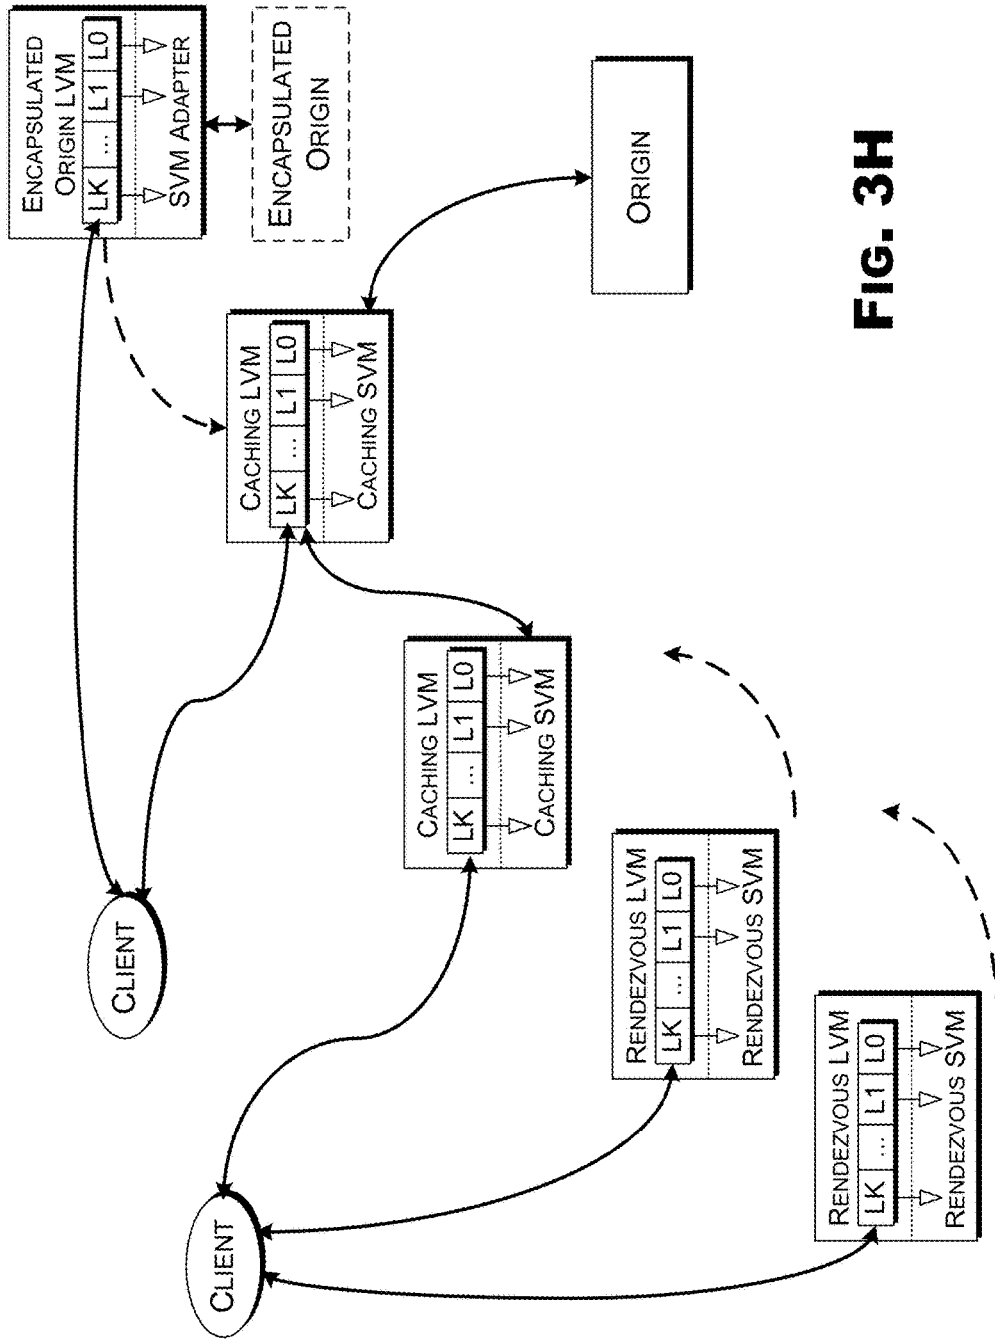 CLIENT
RENDEZVOUS LVM
LK ... L1 L0
RENDEZVOUS SVM
RENDEZVOUS LVM
LK ... L1 L0
RENDEZVOUS SVM
CLIENT
CACHING LVM
LK ... L1 L0
CACHING SVM
CACHING LVM
LK ... L1 L0
CACHING SVM
ENCAPSULATED
ORIGIN LVM
LK ... L1 L0
SVM ADAPTER
ENCAPSULATED
ORIGIN
ORIGIN
FIG. 3H